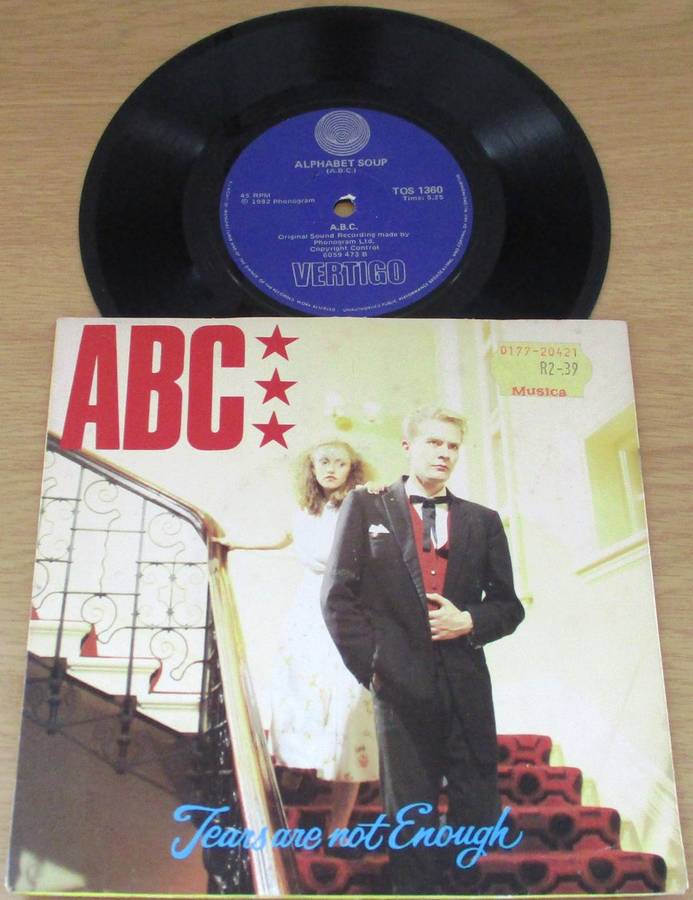 ALPHABET SOUP
(A.B.C.)
45 RPM
℗ 1982 Phonogram
TOS 1360
Time: 5.25
A.B.C.
Original Sound Recording made by
Phonogram Ltd.
Copyright Control
6059 473 B
VERTIGO
ABC
0177-20421
R2-.39
Musica
Tears are not Enough